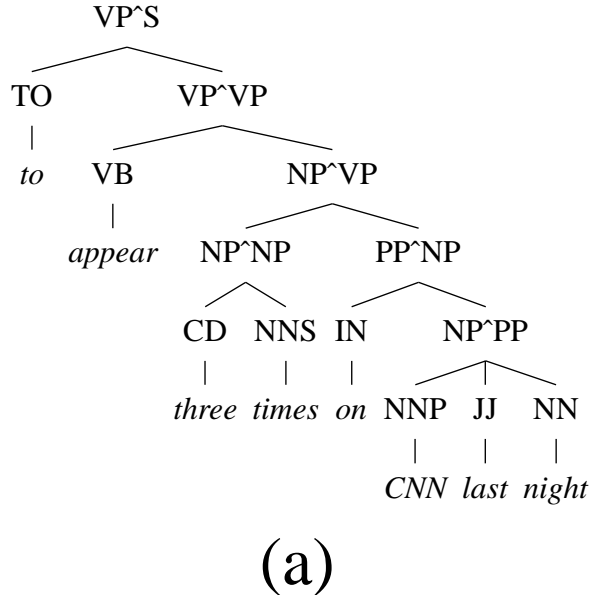 VP^S
TO VP^VP
to VB NP^VP
appear NP^NP PP^NP
CD NNS IN NP^PP
three times on NNP JJ NN
CNN last night
(a)